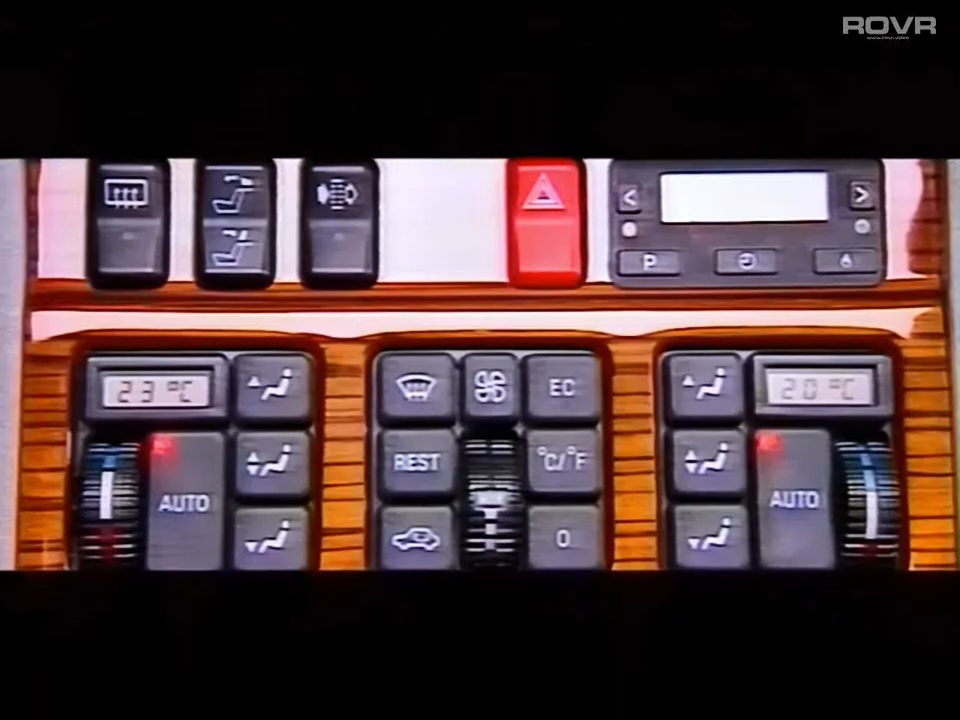 ROVR
< >
P
23 °C
EC
20 °C
AUTO
REST
°C/°F
AUTO
0